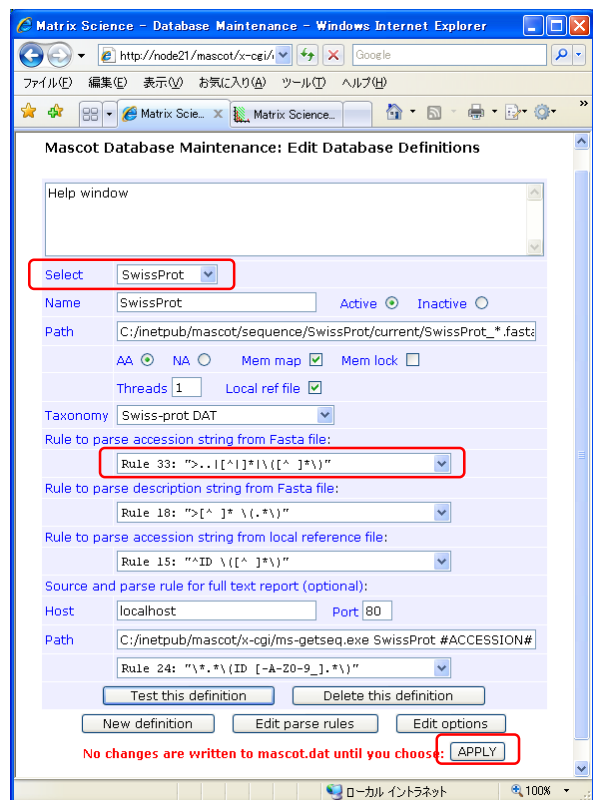 Matrix Science - Database Maintenance - Windows Internet Explorer
http://node21/mascot/x-cgi/ Google
ファイル(F) 編集(E) 表示(V) お気に入り(A) ツール(T) ヘルプ(H)
Matrix Scie... Matrix Science...
Mascot Database Maintenance: Edit Database Definitions
Help window
Select SwissProt
Name SwissProt Active Inactive
Path C:/inetpub/mascot/sequence/SwissProt/current/SwissProt_*.fasta
AA NA Mem map Mem lock
Threads 1 Local ref file
Taxonomy Swiss-prot DAT
Rule to parse accession string from Fasta file:
Rule 33: ">..|[^|]*|\([^ ]*\)"
Rule to parse description string from Fasta file:
Rule 18: ">[^ ]* \(.*\)"
Rule to parse accession string from local reference file:
Rule 15: "^ID \([^ ]*\)"
Source and parse rule for full text report (optional):
Host localhost Port 80
Path C:/inetpub/mascot/x-cgi/ms-getseq.exe SwissProt #ACCESSION#
Rule 24: "\*.*\(ID [-A-Z0-9_].*\)"
Test this definition Delete this definition
New definition Edit parse rules Edit options
No changes are written to mascot.dat until you choose: APPLY
ローカル イントラネット 100%